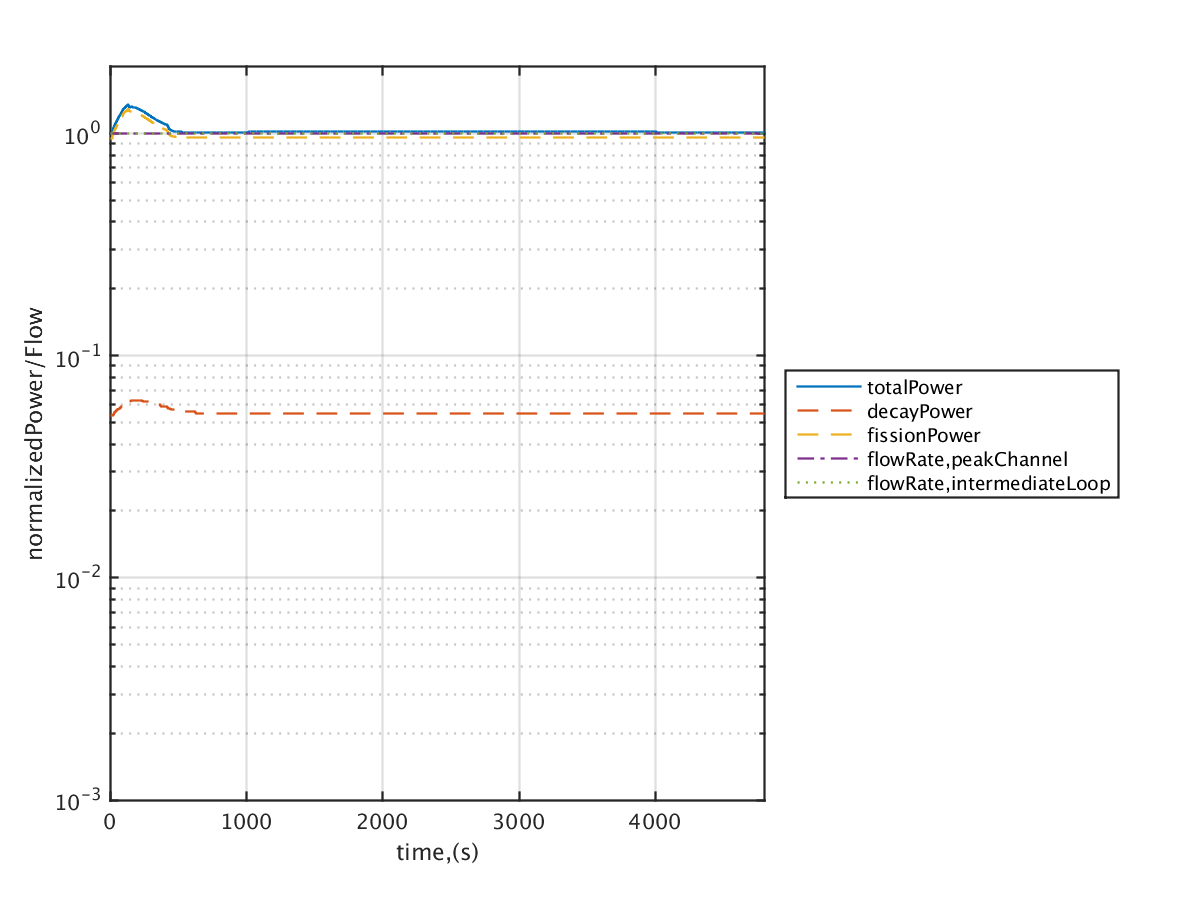 10^0
10^-1
10^-2
10^-3
normalizedPower/Flow
0 1000 2000 3000 4000
time,(s)
totalPower
decayPower
fissionPower
flowRate,peakChannel
flowRate,intermediateLoop